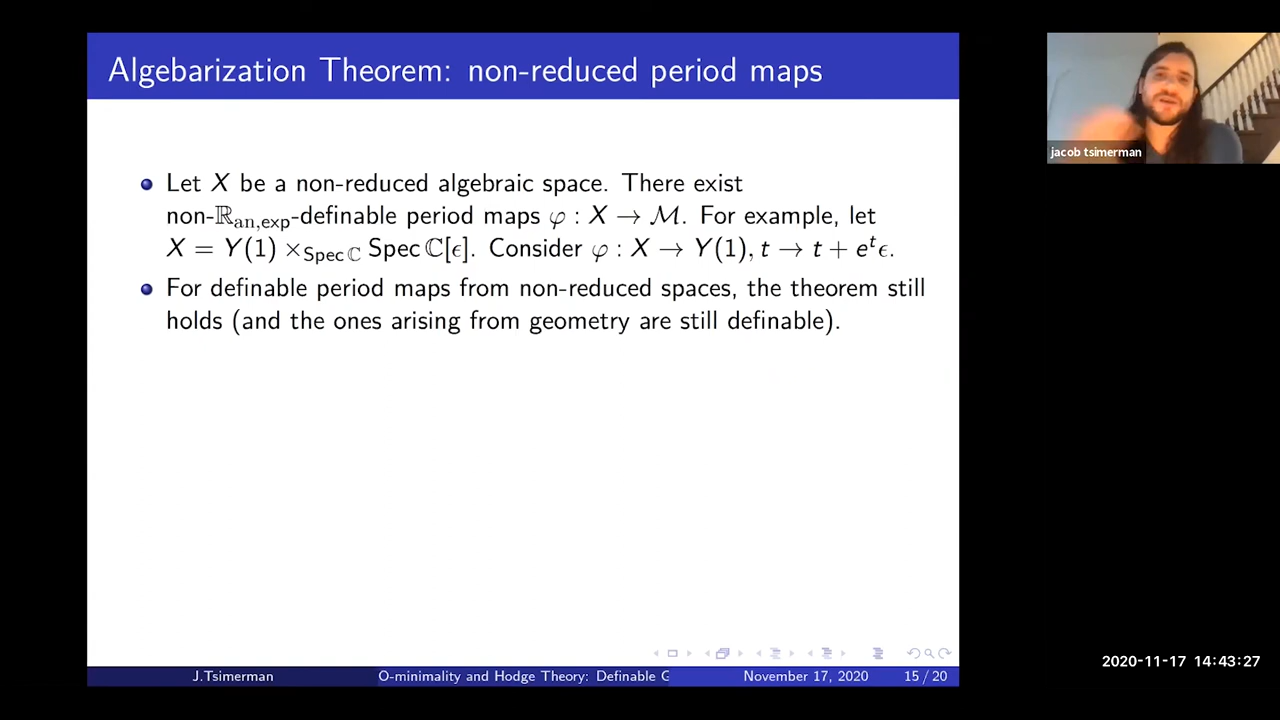 Algebarization Theorem: non-reduced period maps
jacob tsimerman
Let X be a non-reduced algebraic space. There exist
non-ℝan,exp-definable period maps φ : X → ℳ. For example, let
X = Y(1) ×Spec ℂ Spec ℂ[ϵ]. Consider φ : X → Y(1), t → t + e^t ϵ.
For definable period maps from non-reduced spaces, the theorem still
holds (and the ones arising from geometry are still definable).
2020-11-17 14:43:27
J.Tsimerman O-minimality and Hodge Theory: Definable G November 17, 2020 15 / 20